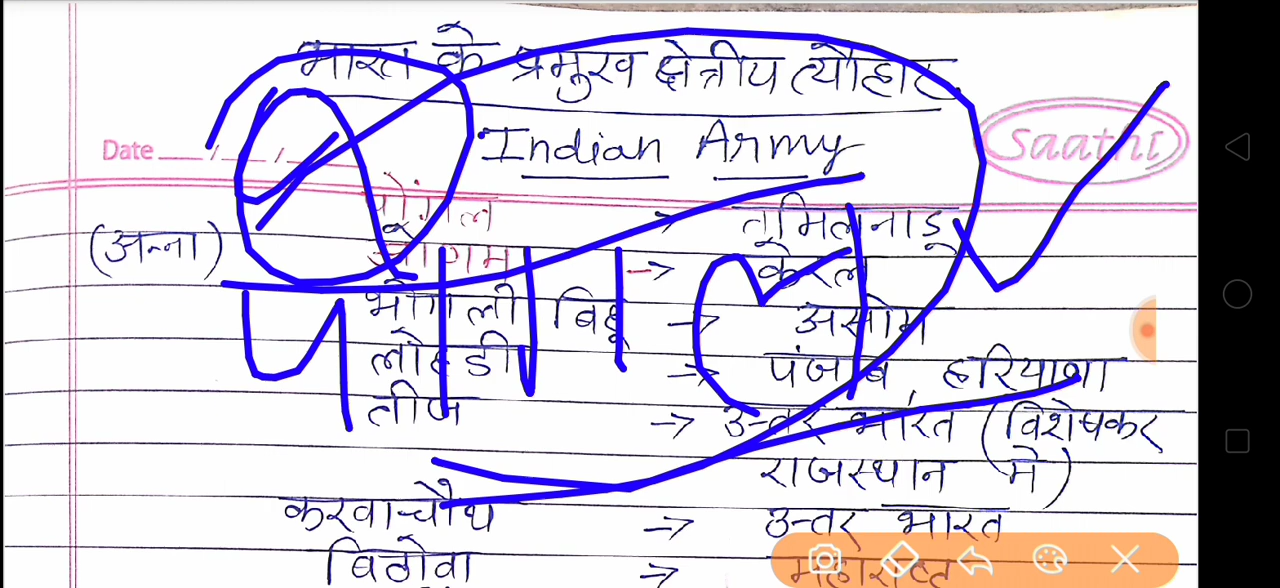 भारत के प्रमुख क्षेत्रीय त्यौहार
Indian Army
Saathi
Date
पोंगल → तमिलनाडू
(अन्ना) ओणम → केरल
भोगाली बिहू → असोम
लोहडी → पंजाब, हरियाणा
तीज → उत्तर भारत (विशेषकर
राजस्थान में)
करवाचौथ → उत्तर भारत
बिठोवा → महाराष्ट्र